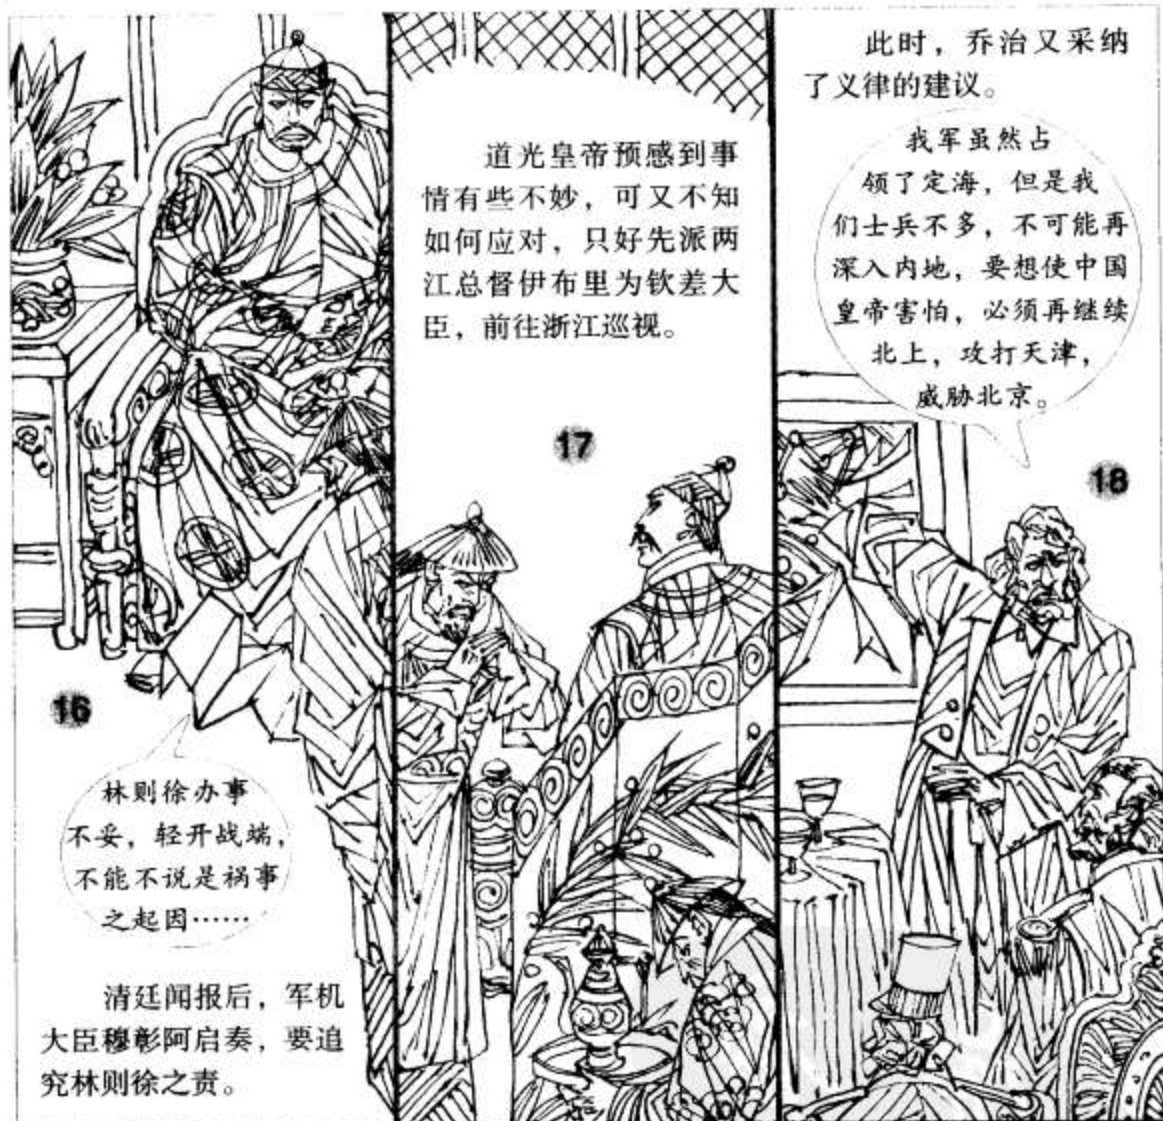 16
林则徐办事
不妥，轻开战端，
不能不说是祸事
之起因……
清廷闻报后，军机
大臣穆彰阿启奏，要追
究林则徐之责。
道光皇帝预感到事
情有些不妙，可又不知
如何应对，只好先派两
江总督伊布里为钦差大
臣，前往浙江巡视。
17
此时，乔治又采纳
了义律的建议。
我军虽然占
领了定海，但是我
们士兵不多，不可能再
深入内地，要想使中国
皇帝害怕，必须再继续
北上，攻打天津，
威胁北京。
18